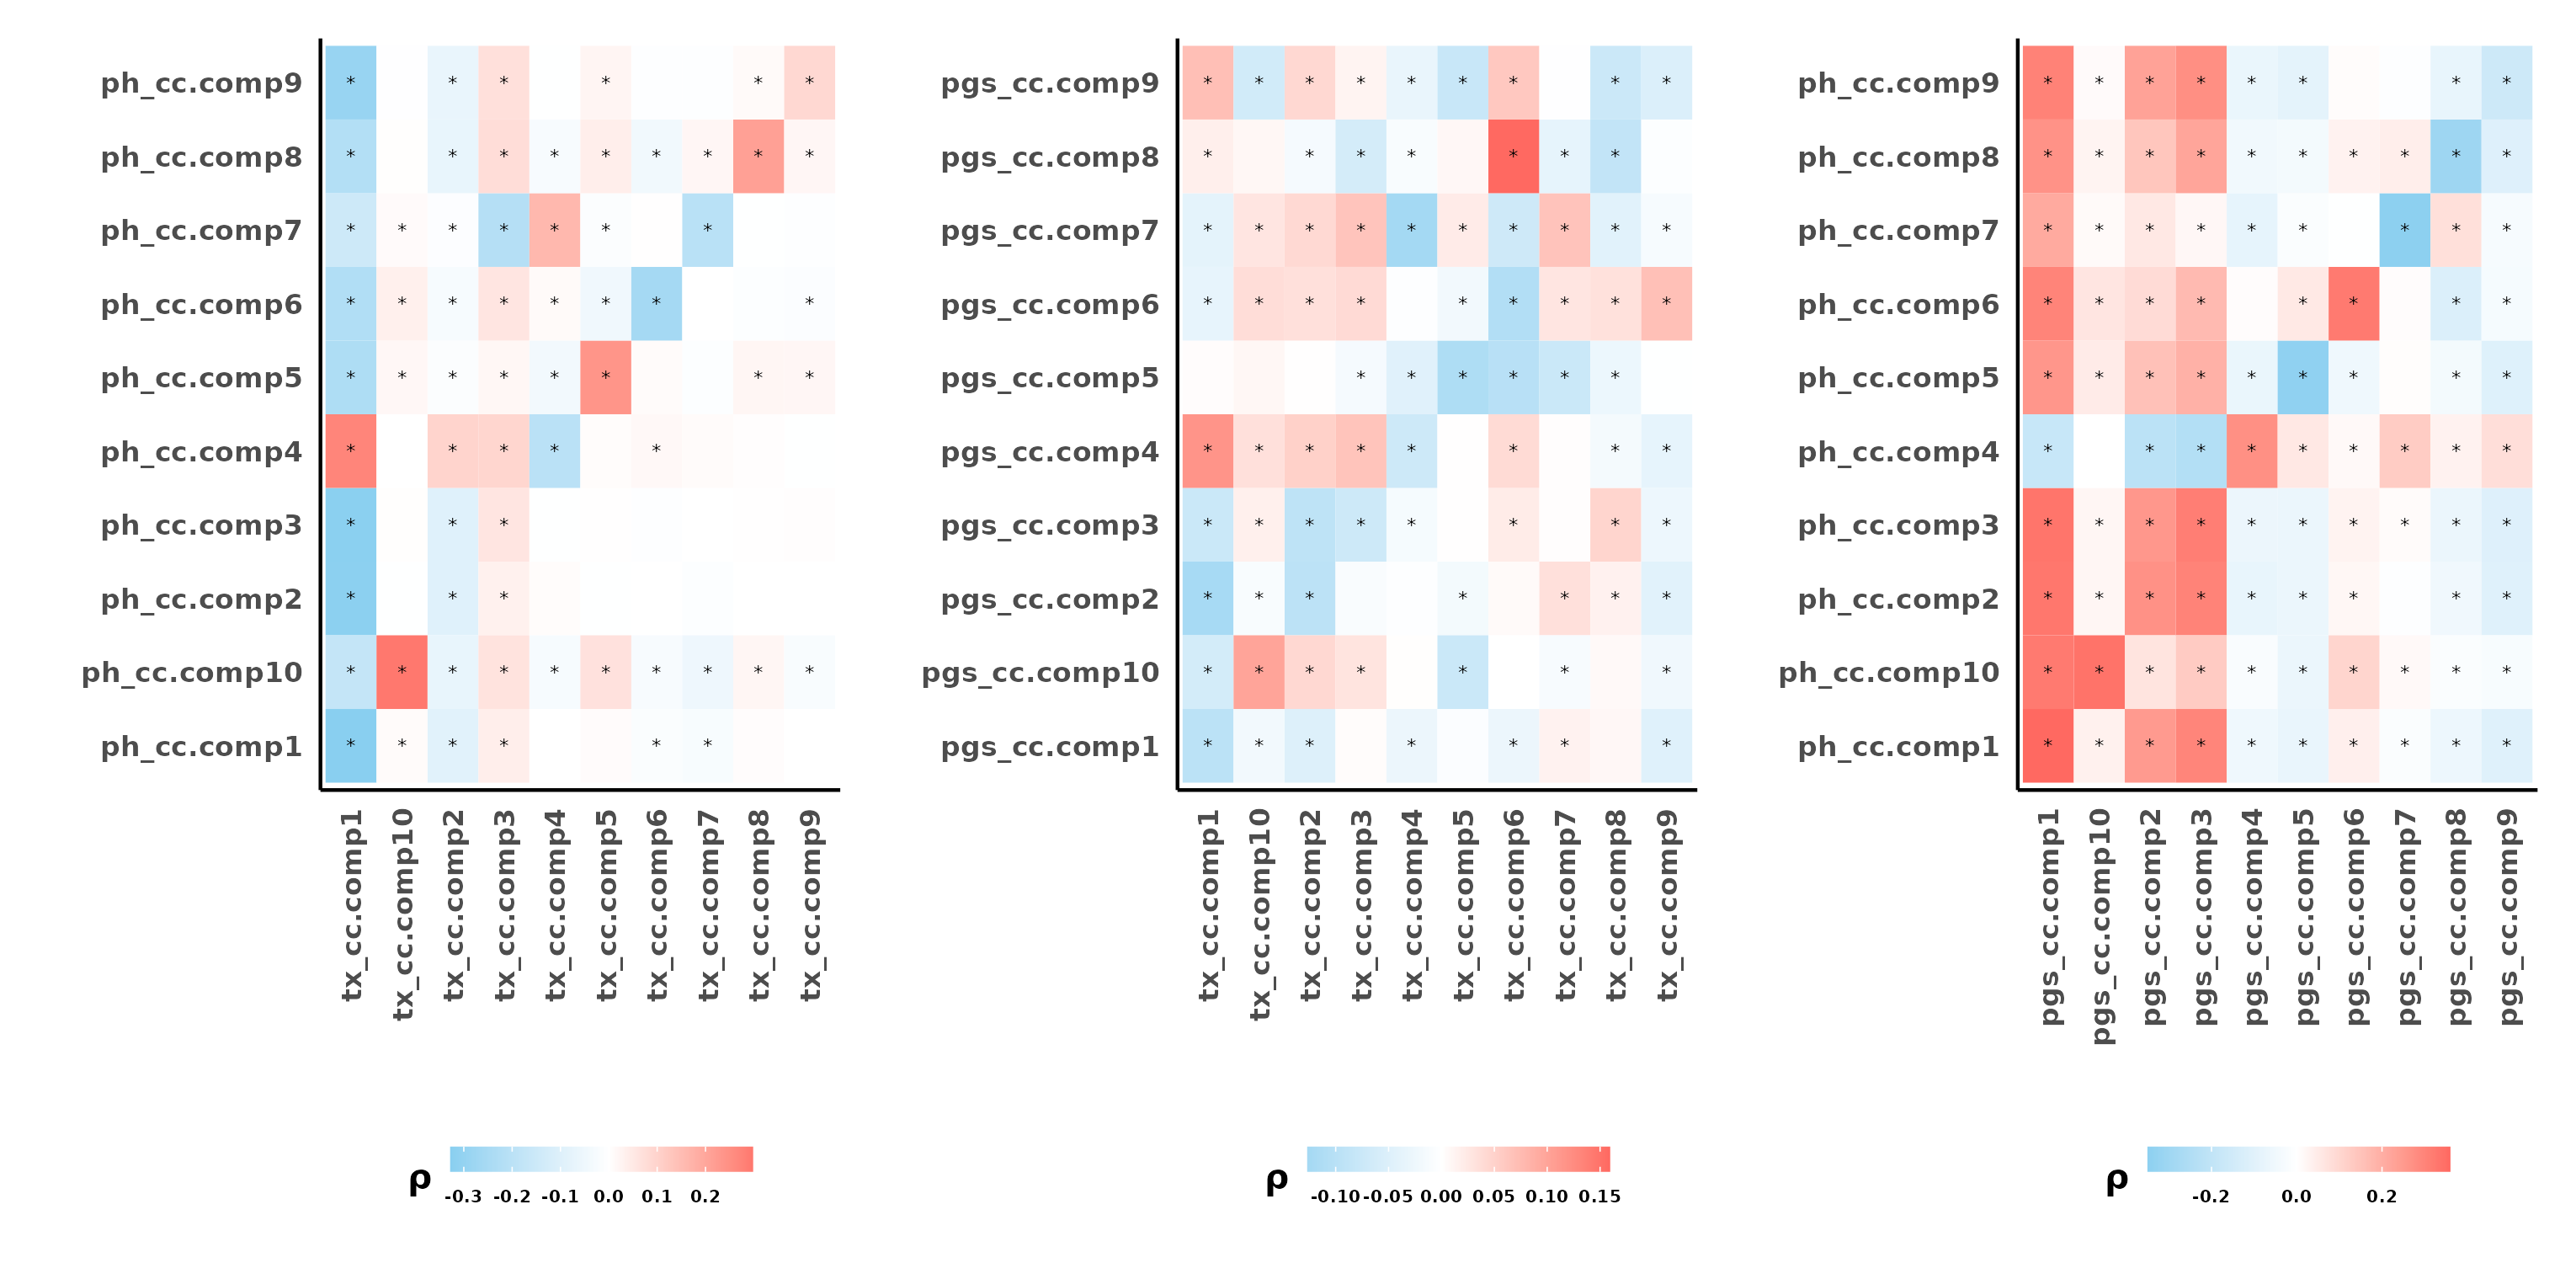 ph_cc.comp9
ph_cc.comp8
ph_cc.comp7
ph_cc.comp6
ph_cc.comp5
ph_cc.comp4
ph_cc.comp3
ph_cc.comp2
ph_cc.comp10
ph_cc.comp1
tx_cc.comp1
tx_cc.comp10
tx_cc.comp2
tx_cc.comp3
tx_cc.comp4
tx_cc.comp5
tx_cc.comp6
tx_cc.comp7
tx_cc.comp8
tx_cc.comp9
ρ
-0.3 -0.2 -0.1 0.0 0.1 0.2
pgs_cc.comp9
pgs_cc.comp8
pgs_cc.comp7
pgs_cc.comp6
pgs_cc.comp5
pgs_cc.comp4
pgs_cc.comp3
pgs_cc.comp2
pgs_cc.comp10
pgs_cc.comp1
tx_cc.comp1
tx_cc.comp10
tx_cc.comp2
tx_cc.comp3
tx_cc.comp4
tx_cc.comp5
tx_cc.comp6
tx_cc.comp7
tx_cc.comp8
tx_cc.comp9
ρ
-0.10 -0.05 0.00 0.05 0.10 0.15
ph_cc.comp9
ph_cc.comp8
ph_cc.comp7
ph_cc.comp6
ph_cc.comp5
ph_cc.comp4
ph_cc.comp3
ph_cc.comp2
ph_cc.comp10
ph_cc.comp1
pgs_cc.comp1
pgs_cc.comp10
pgs_cc.comp2
pgs_cc.comp3
pgs_cc.comp4
pgs_cc.comp5
pgs_cc.comp6
pgs_cc.comp7
pgs_cc.comp8
pgs_cc.comp9
ρ
-0.2 0.0 0.2